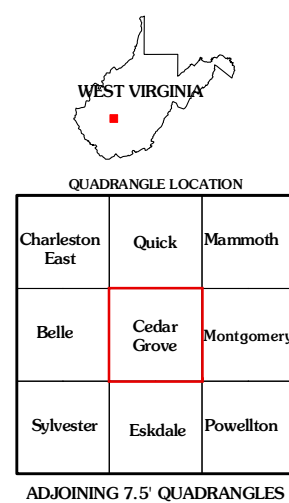 WEST VIRGINIA
QUADRANGLE LOCATION
Charleston
East
Quick
Mammoth
Belle
Cedar
Grove
Montgomery
Sylvester
Eskdale
Powellton
ADJOINING 7.5' QUADRANGLES